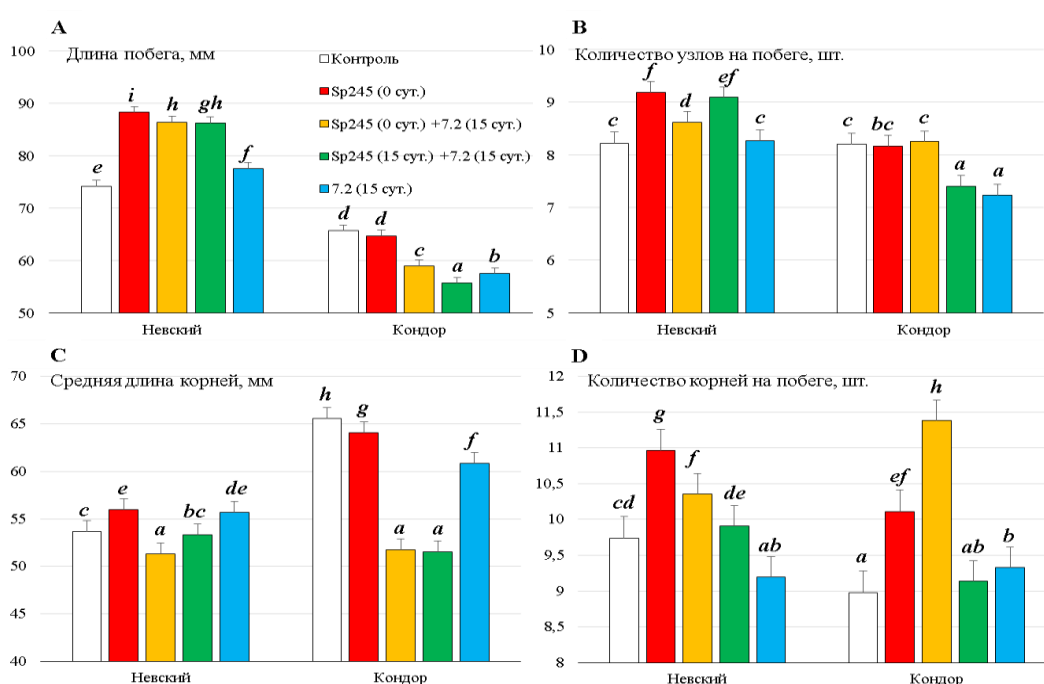 A
Длина побега, мм
100
90
80
70
60
50
Контроль
Sp245 (0 сут.)
Sp245 (0 сут.) +7.2 (15 сут.)
Sp245 (15 сут.) +7.2 (15 сут.)
7.2 (15 сут.)
e
i
h
gh
f
d
d
c
a
b
Невский
Кондор
B
Количество узлов на побеге, шт.
10
9
8
7
6
5
c
f
d
ef
c
c
bc
c
a
a
Невский
Кондор
C
Средняя длина корней, мм
70
65
60
55
50
45
40
c
e
a
bc
de
h
g
a
a
f
Невский
Кондор
D
Количество корней на побеге, шт.
12
11,5
11
10,5
10
9,5
9
8,5
8
cd
g
f
de
ab
a
ef
h
ab
b
Невский
Кондор